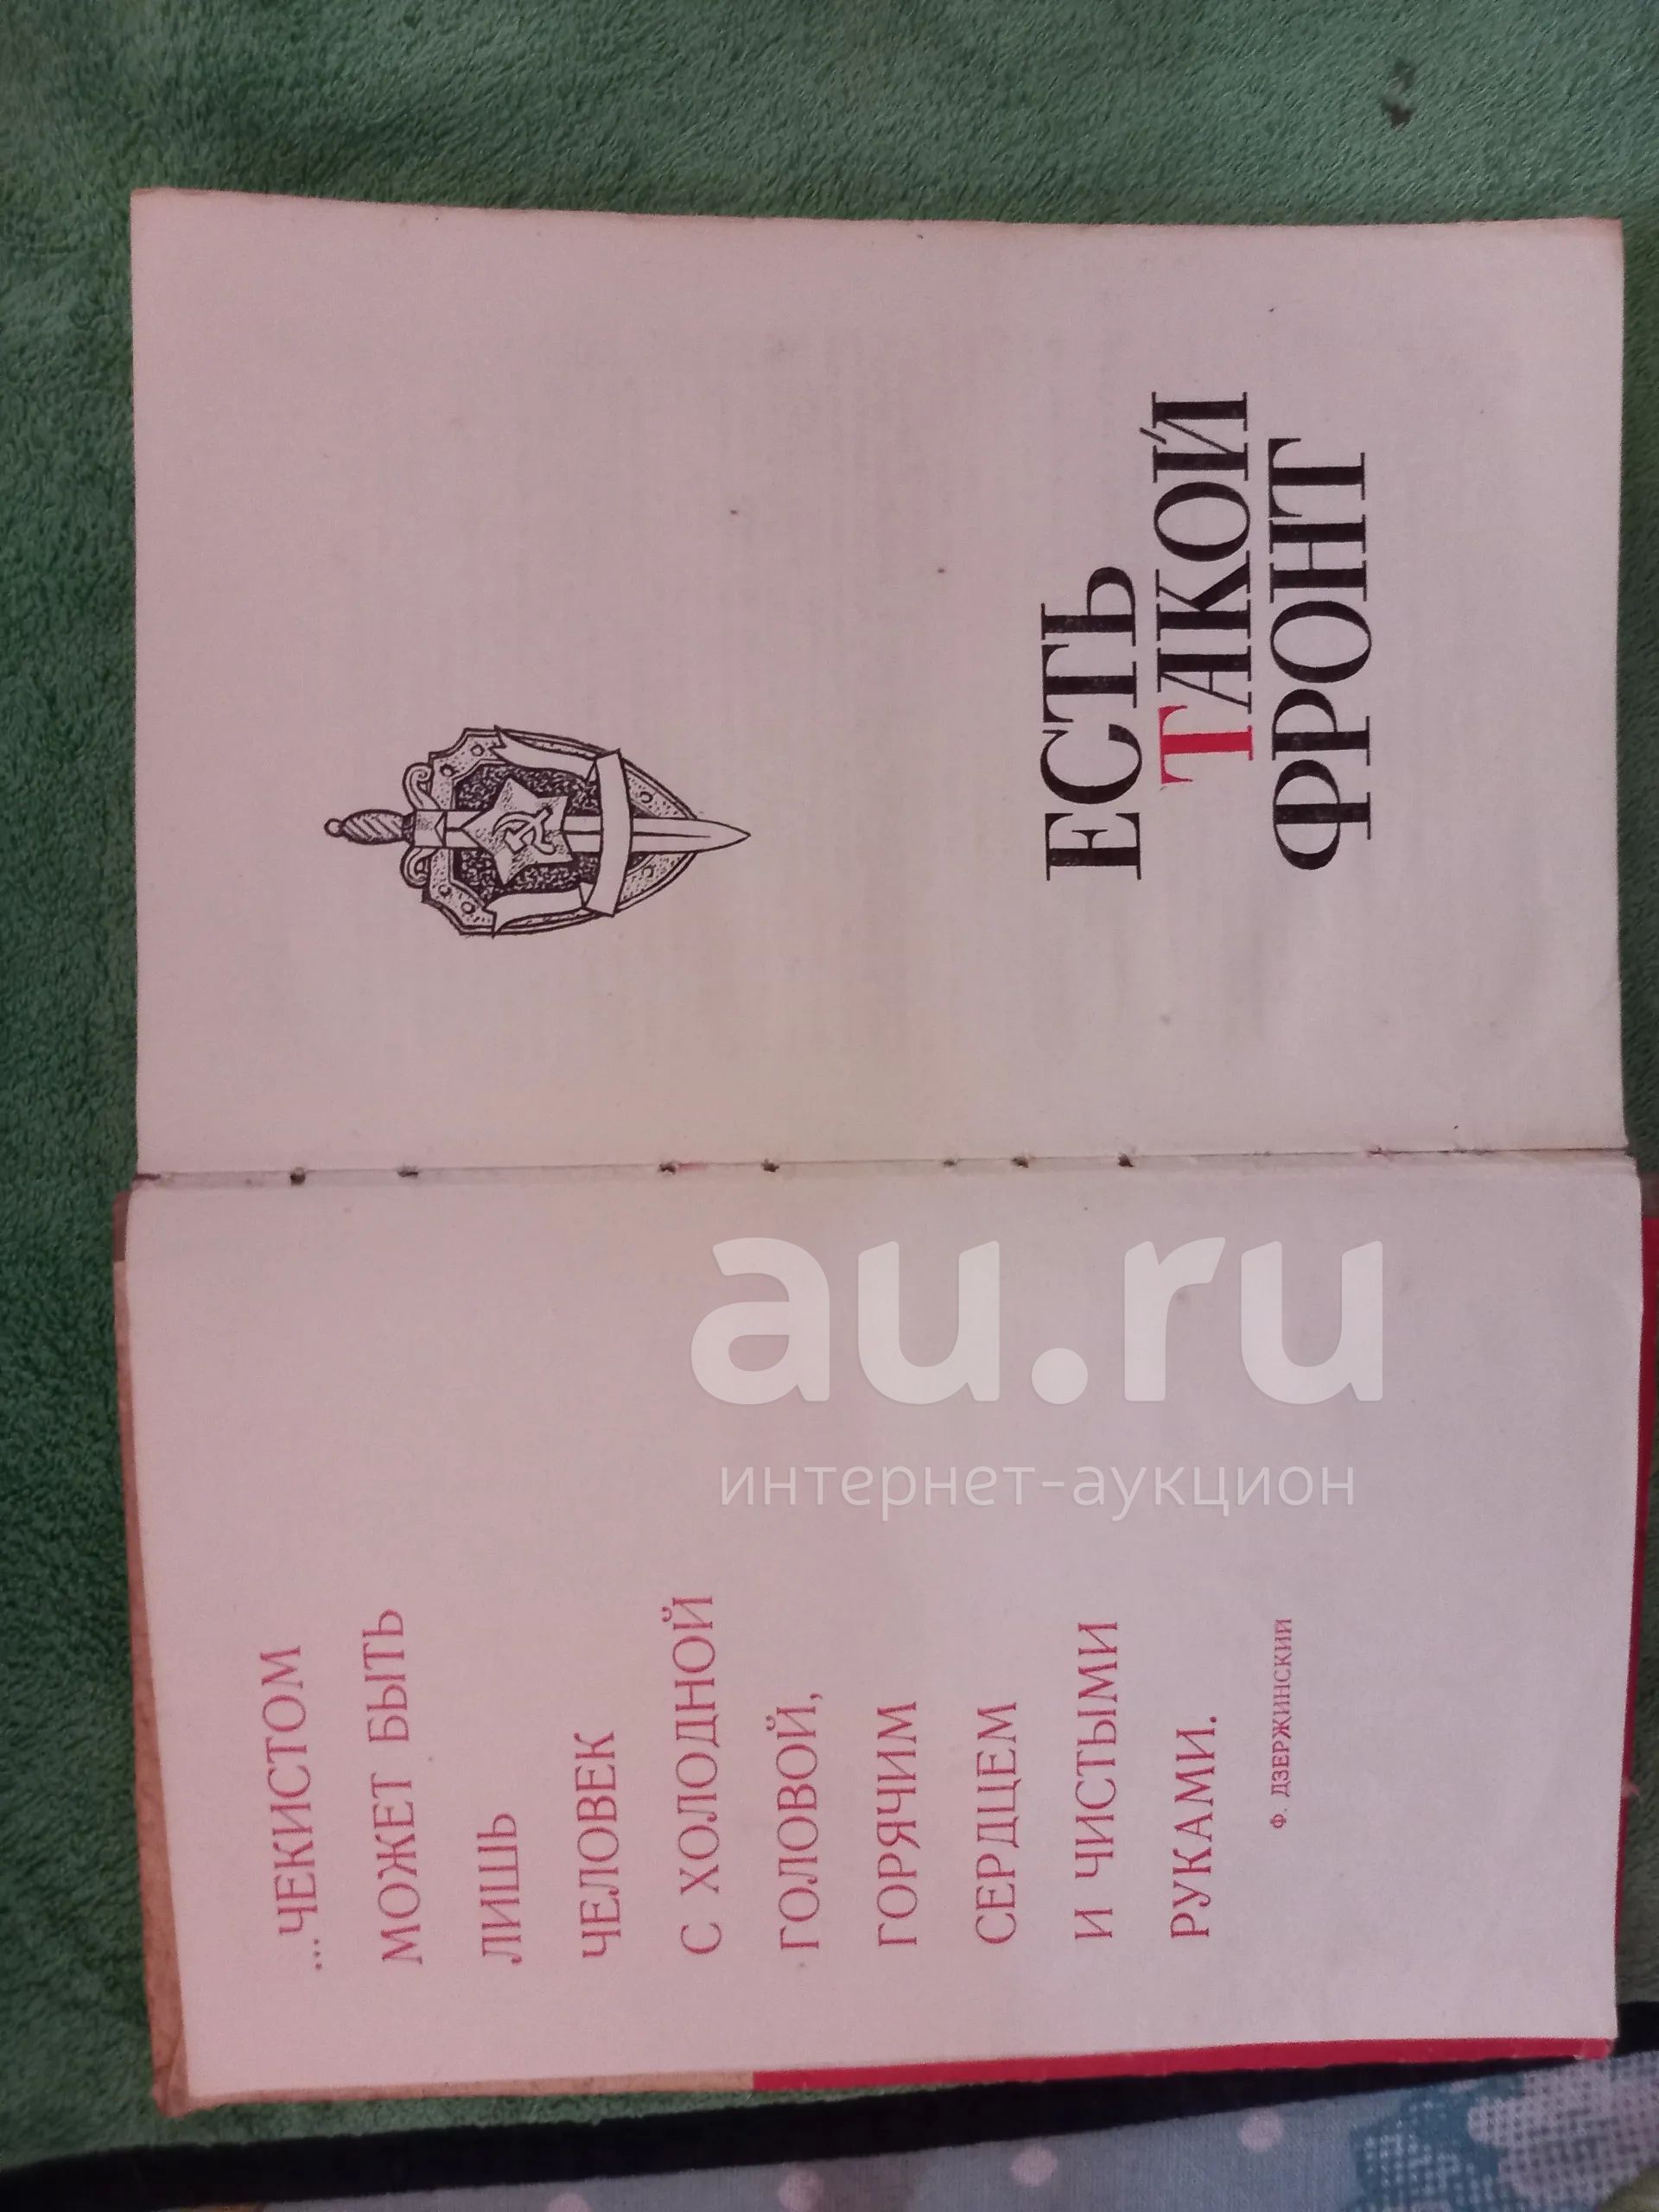 ...ЧЕКИСТОМ
МОЖЕТ БЫТЬ
ЛИШЬ
ЧЕЛОВЕК
С ХОЛОДНОЙ
ГОЛОВОЙ,
ГОРЯЧИМ
СЕРДЦЕМ
И ЧИСТЫМИ
РУКАМИ.
Ф. ДЗЕРЖИНСКИЙ
ЕСТЬ
ТАКОЙ
ФРОНТ
au.ru
интернет-аукцион